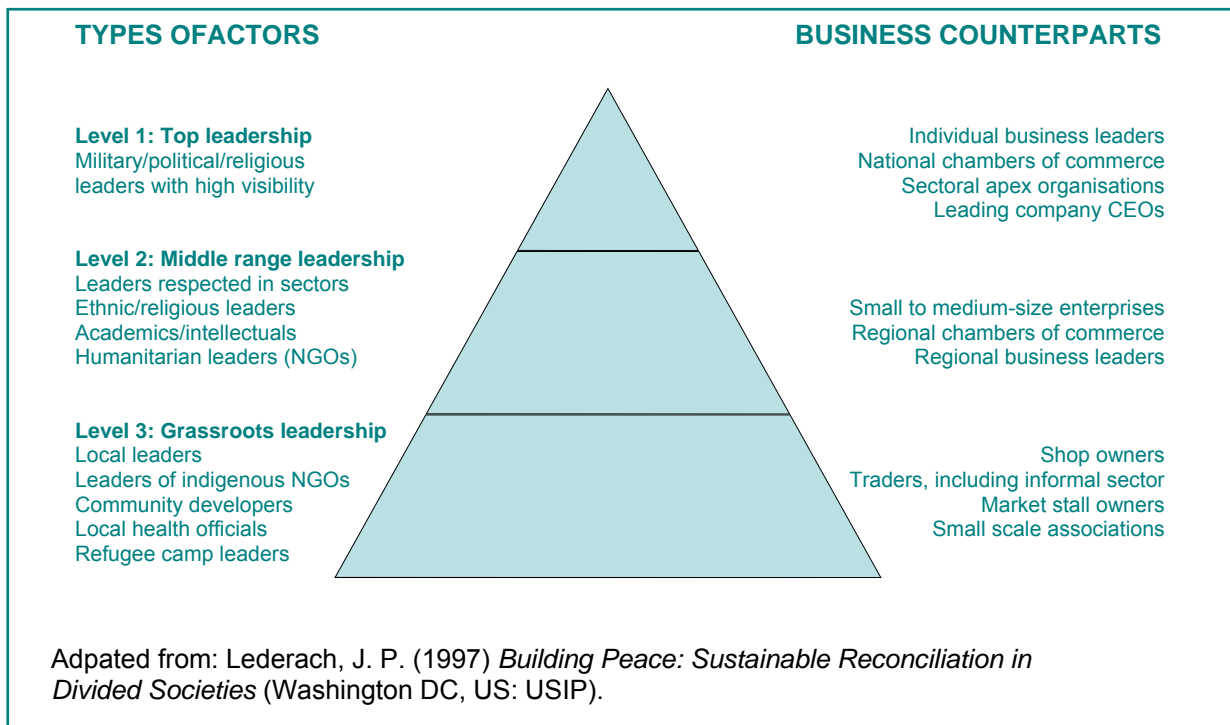 TYPES OFACTORS
BUSINESS COUNTERPARTS
Level 1: Top leadership
Military/political/religious
leaders with high visibility
Individual business leaders
National chambers of commerce
Sectoral apex organisations
Leading company CEOs
Level 2: Middle range leadership
Leaders respected in sectors
Ethnic/religious leaders
Academics/intellectuals
Humanitarian leaders (NGOs)
Small to medium-size enterprises
Regional chambers of commerce
Regional business leaders
Level 3: Grassroots leadership
Local leaders
Leaders of indigenous NGOs
Community developers
Local health officials
Refugee camp leaders
Shop owners
Traders, including informal sector
Market stall owners
Small scale associations
Adpated from: Lederach, J. P. (1997) Building Peace: Sustainable Reconciliation in
Divided Societies (Washington DC, US: USIP).